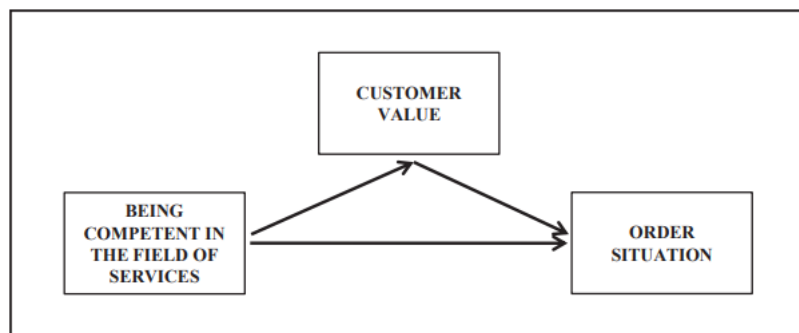 CUSTOMER
VALUE
BEING
COMPETENT IN
THE FIELD OF
SERVICES
ORDER
SITUATION